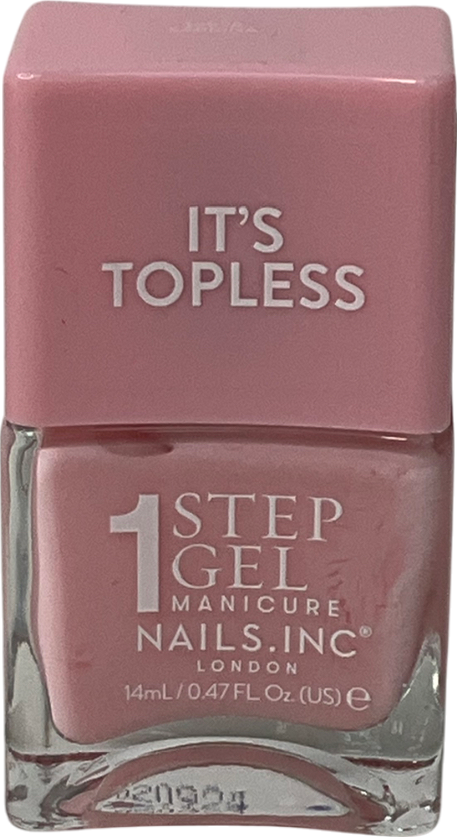 IT'S
TOPLESS
1 STEP
GEL
MANICURE
NAILS.INC®
LONDON
14mL / 0.47 FL Oz. (US) ℮